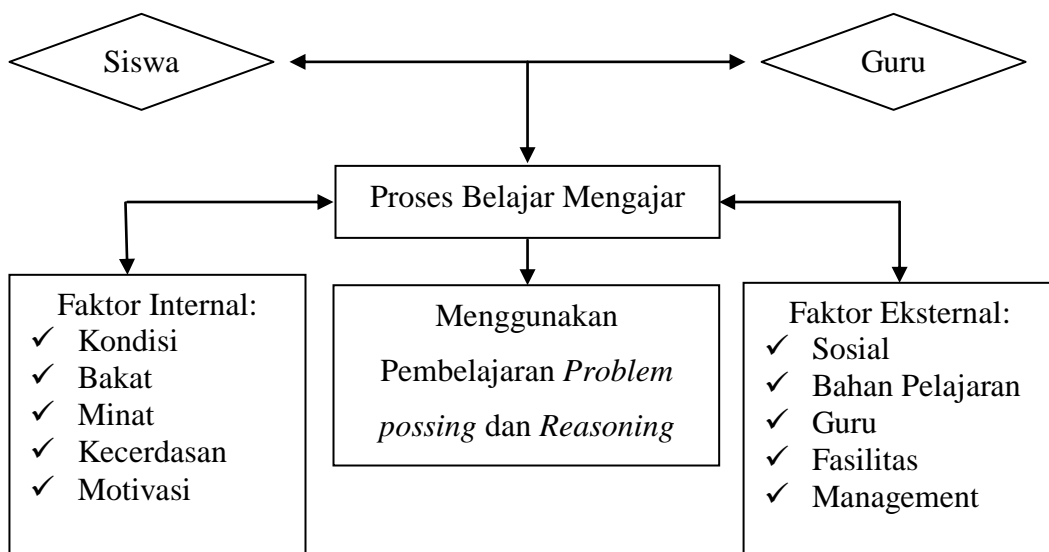 Siswa
Guru
Proses Belajar Mengajar
Faktor Internal:
✓ Kondisi
✓ Bakat
✓ Minat
✓ Kecerdasan
✓ Motivasi
Menggunakan
Pembelajaran Problem
possing dan Reasoning
Faktor Eksternal:
✓ Sosial
✓ Bahan Pelajaran
✓ Guru
✓ Fasilitas
✓ Management